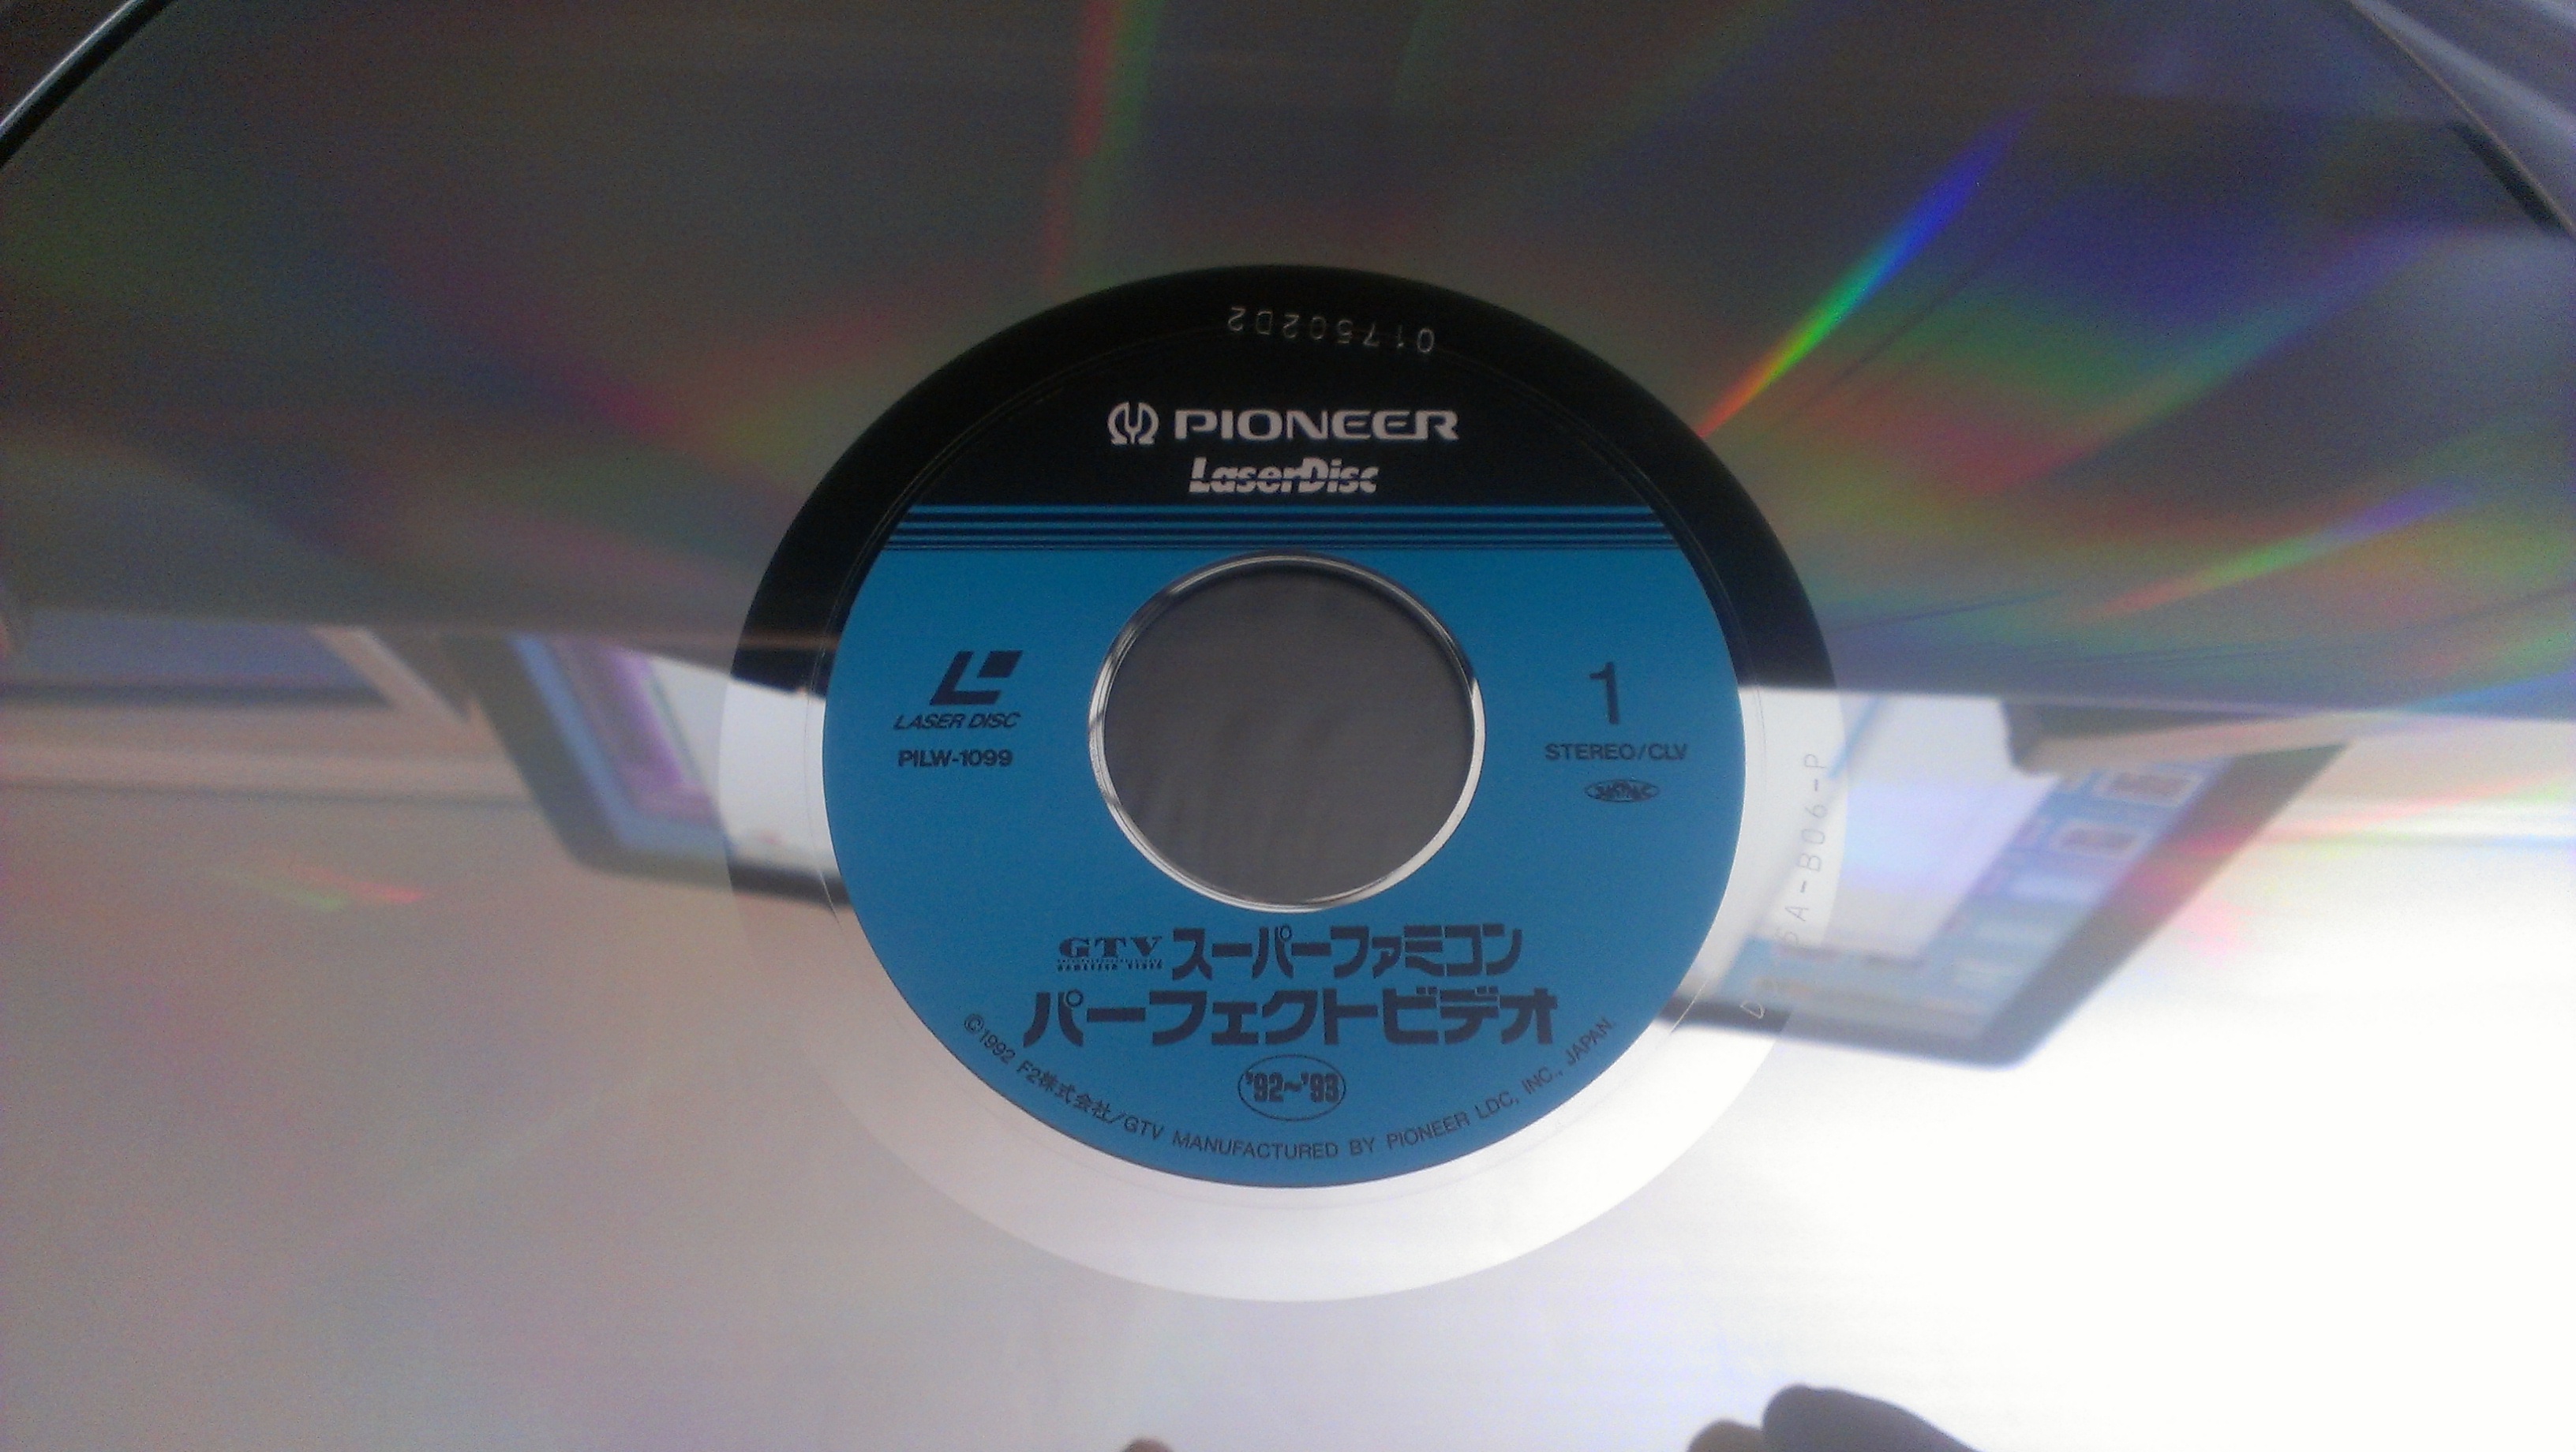 017502D2
PIONEER
LaserDisc
LASER DISC
PILW-1099
1
STEREO/CLV
GTV スーパーファミコン
パーフェクトビデオ
'92~'93
©1992 F2株式会社/GTV MANUFACTURED BY PIONEER LDC, INC., JAPAN
A-B06-P